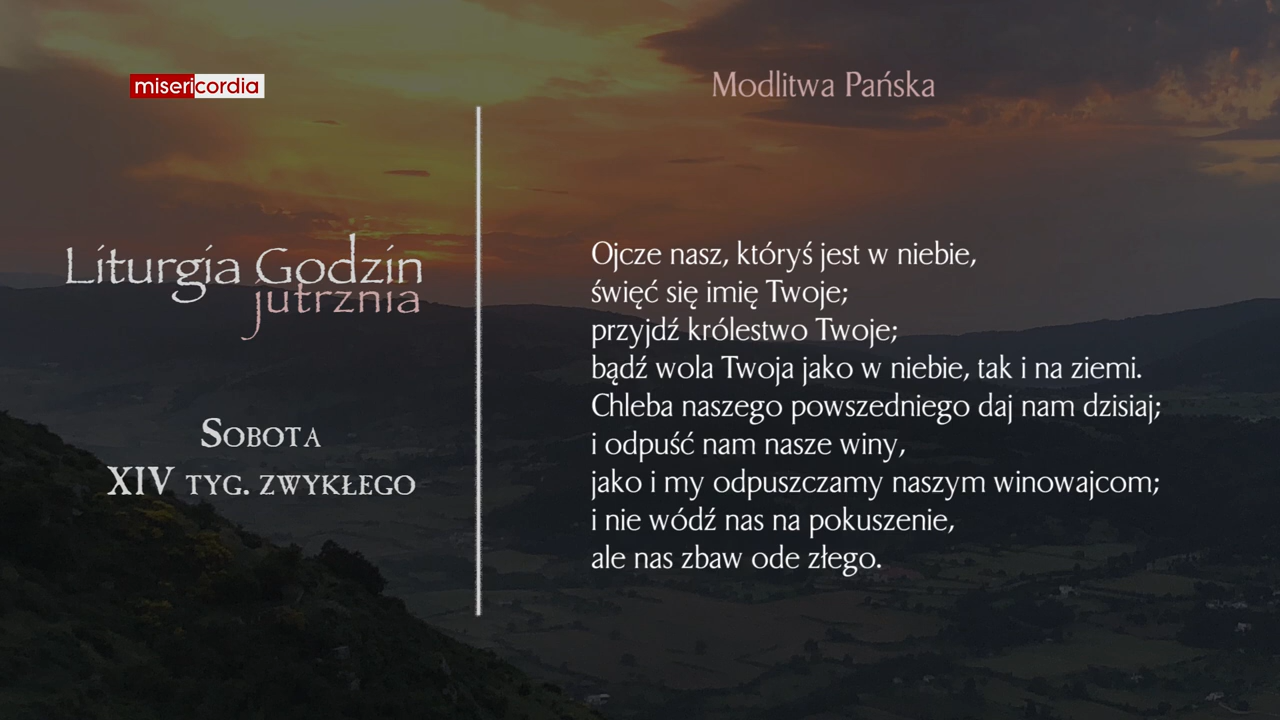 misericordia
Liturgia Godzin
jutrznia
Sobota
XIV tyg. zwykłego
Modlitwa Pańska
Ojcze nasz, któryś jest w niebie,
święć się imię Twoje;
przyjdź królestwo Twoje;
bądź wola Twoja jako w niebie, tak i na ziemi.
Chleba naszego powszedniego daj nam dzisiaj;
i odpuść nam nasze winy,
jako i my odpuszczamy naszym winowajcom;
i nie wódź nas na pokuszenie,
ale nas zbaw ode złego.